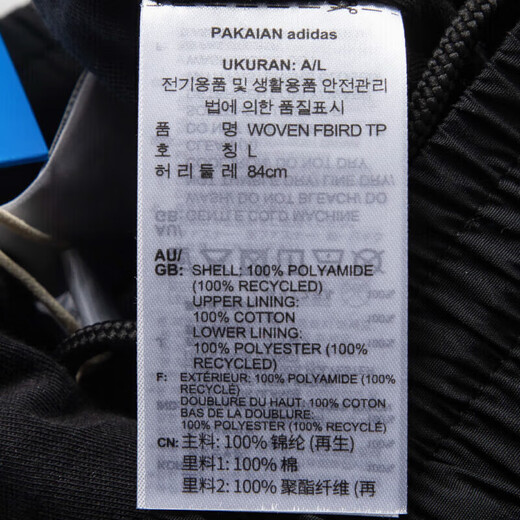 PAKAIAN adidas
UKURAN: A/L
전기용품 및 생활용품 안전관리
법에 의한 품질표시
품 명 WOVEN FBIRD TP
호 칭 L
허리둘레 84cm
AU/
GB: SHELL: 100% POLYAMIDE
(100% RECYCLED)
UPPER LINING:
100% COTTON
LOWER LINING:
100% POLYESTER (100%
RECYCLED)
F: EXTÉRIEUR: 100% POLYAMIDE (100%
RECYCLÉ)
DOUBLURE DU HAUT: 100% COTON
BAS DE LA DOUBLURE:
100% POLYESTER (100% RECYCLÉ)
CN: 主料: 100% 锦纶 (再生)
里料1: 100% 棉
里料2: 100% 聚酯纤维 (再